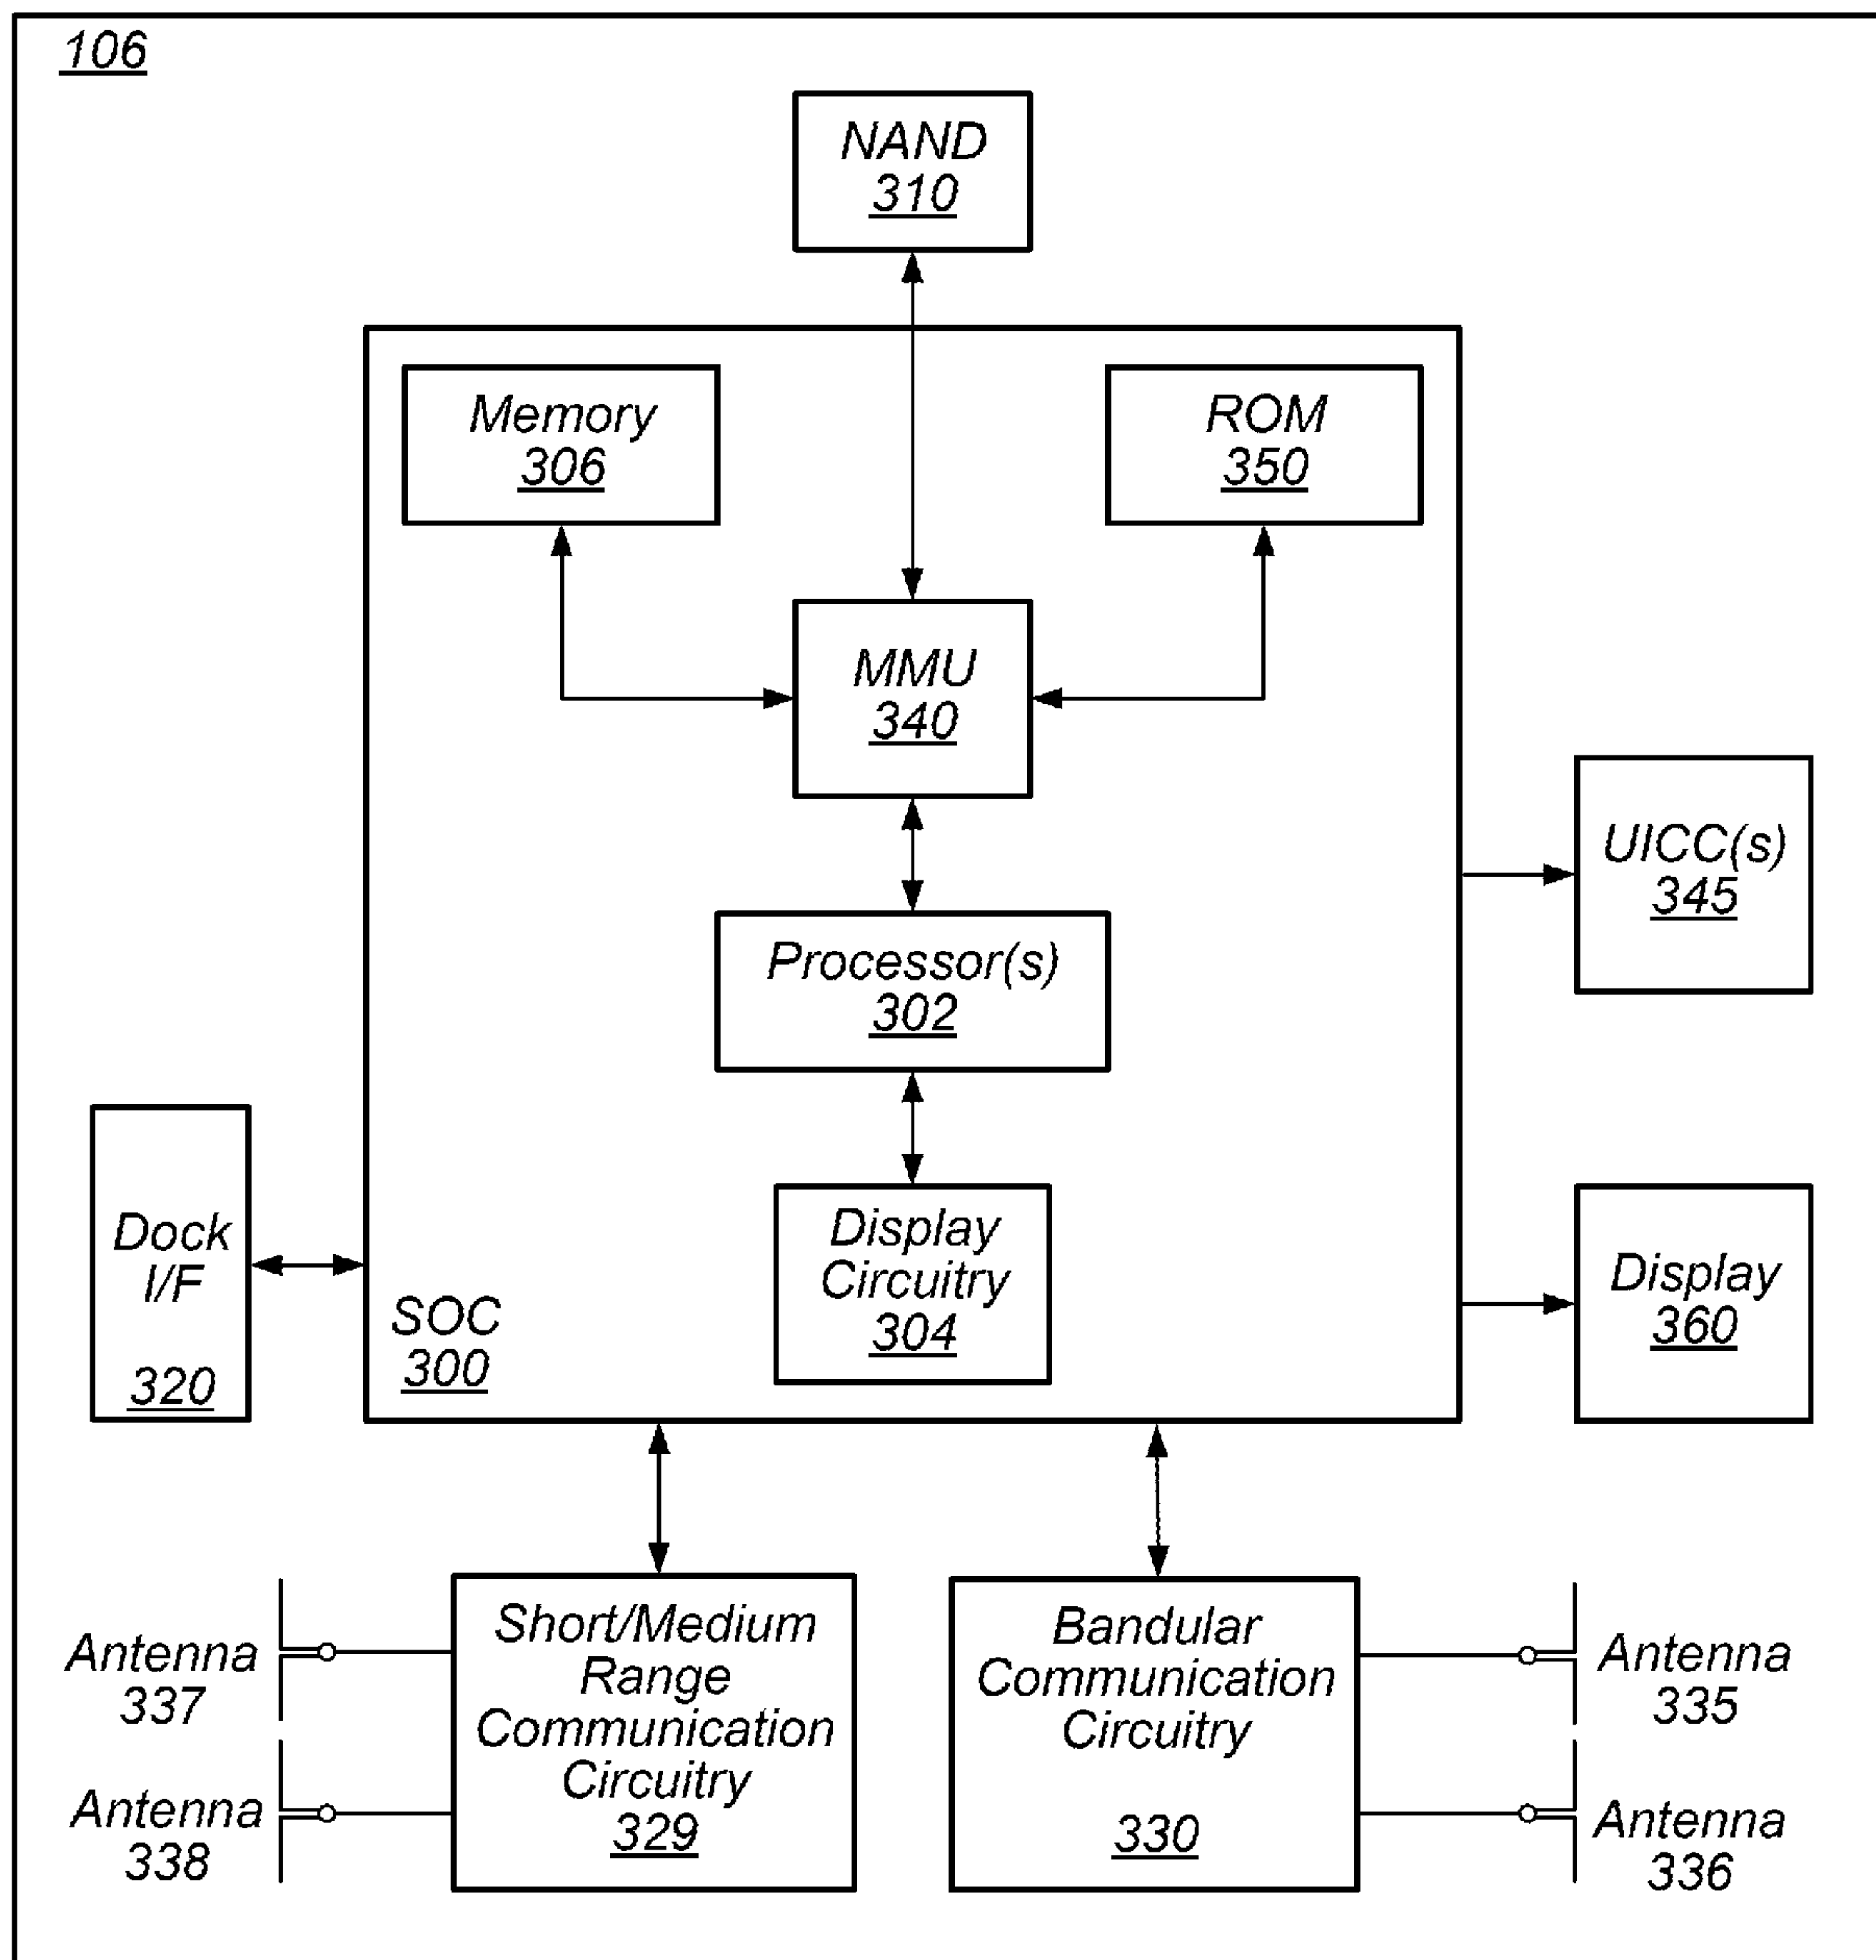 106
NAND
310
Memory
306
ROM
350
MMU
340
UICC(s)
345
Processor(s)
302
Dock
I/F
320
Display
Circuitry
304
SOC
300
Display
360
Antenna
337
Antenna
338
Short/Medium
Range
Communication
Circuitry
329
Bandular
Communication
Circuitry
330
Antenna
335
Antenna
336